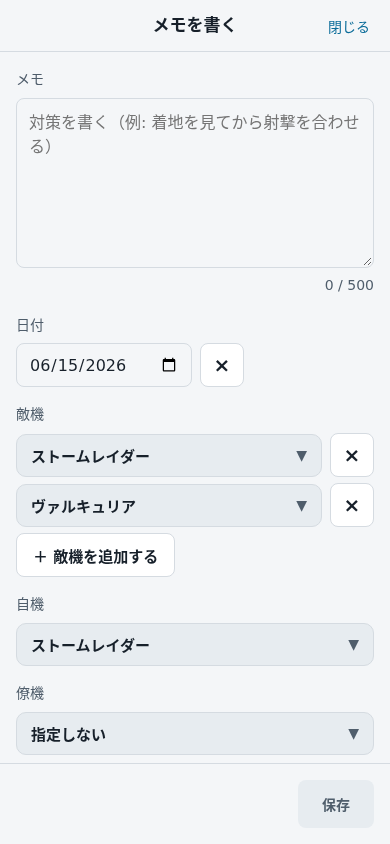 メモを書く
閉じる
メモ
対策を書く（例: 着地を見てから射撃を合わせ
る）
0 / 500
日付
06/15/2026
敵機
ストームレイダー
ヴァルキュリア
＋ 敵機を追加する
自機
ストームレイダー
僚機
指定しない
保存